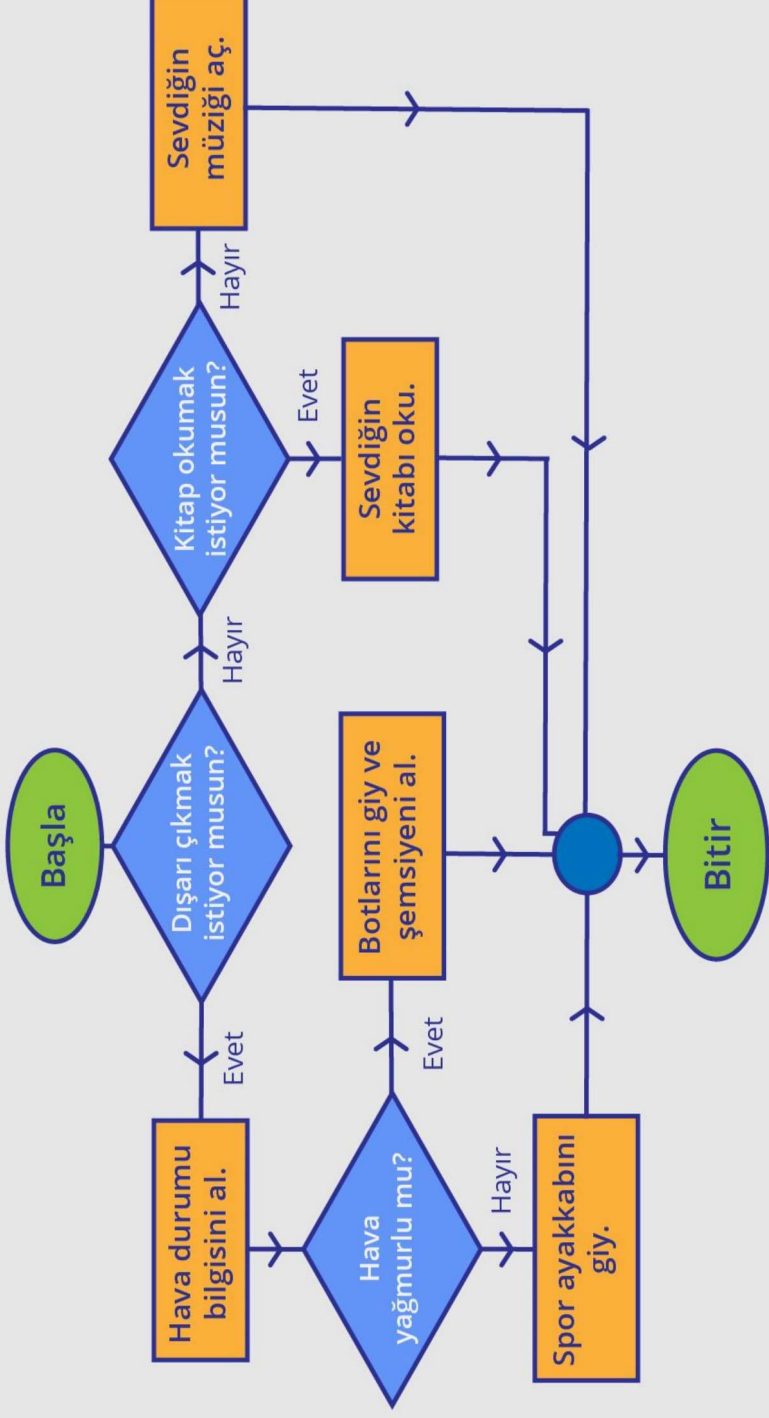 Başla
Dışarı çıkmak
istiyor musun?
Evet
Hayır
Hava durumu
bilgisini al.
Kitap okumak
istiyor musun?
Hayır
Sevdiğin
müziği aç.
Evet
Sevdiğin
kitabı oku.
Hava
yağmurlu mu?
Evet
Botlarını giy ve
şemsiyeni al.
Hayır
Spor ayakkabını
giy.
Bitir